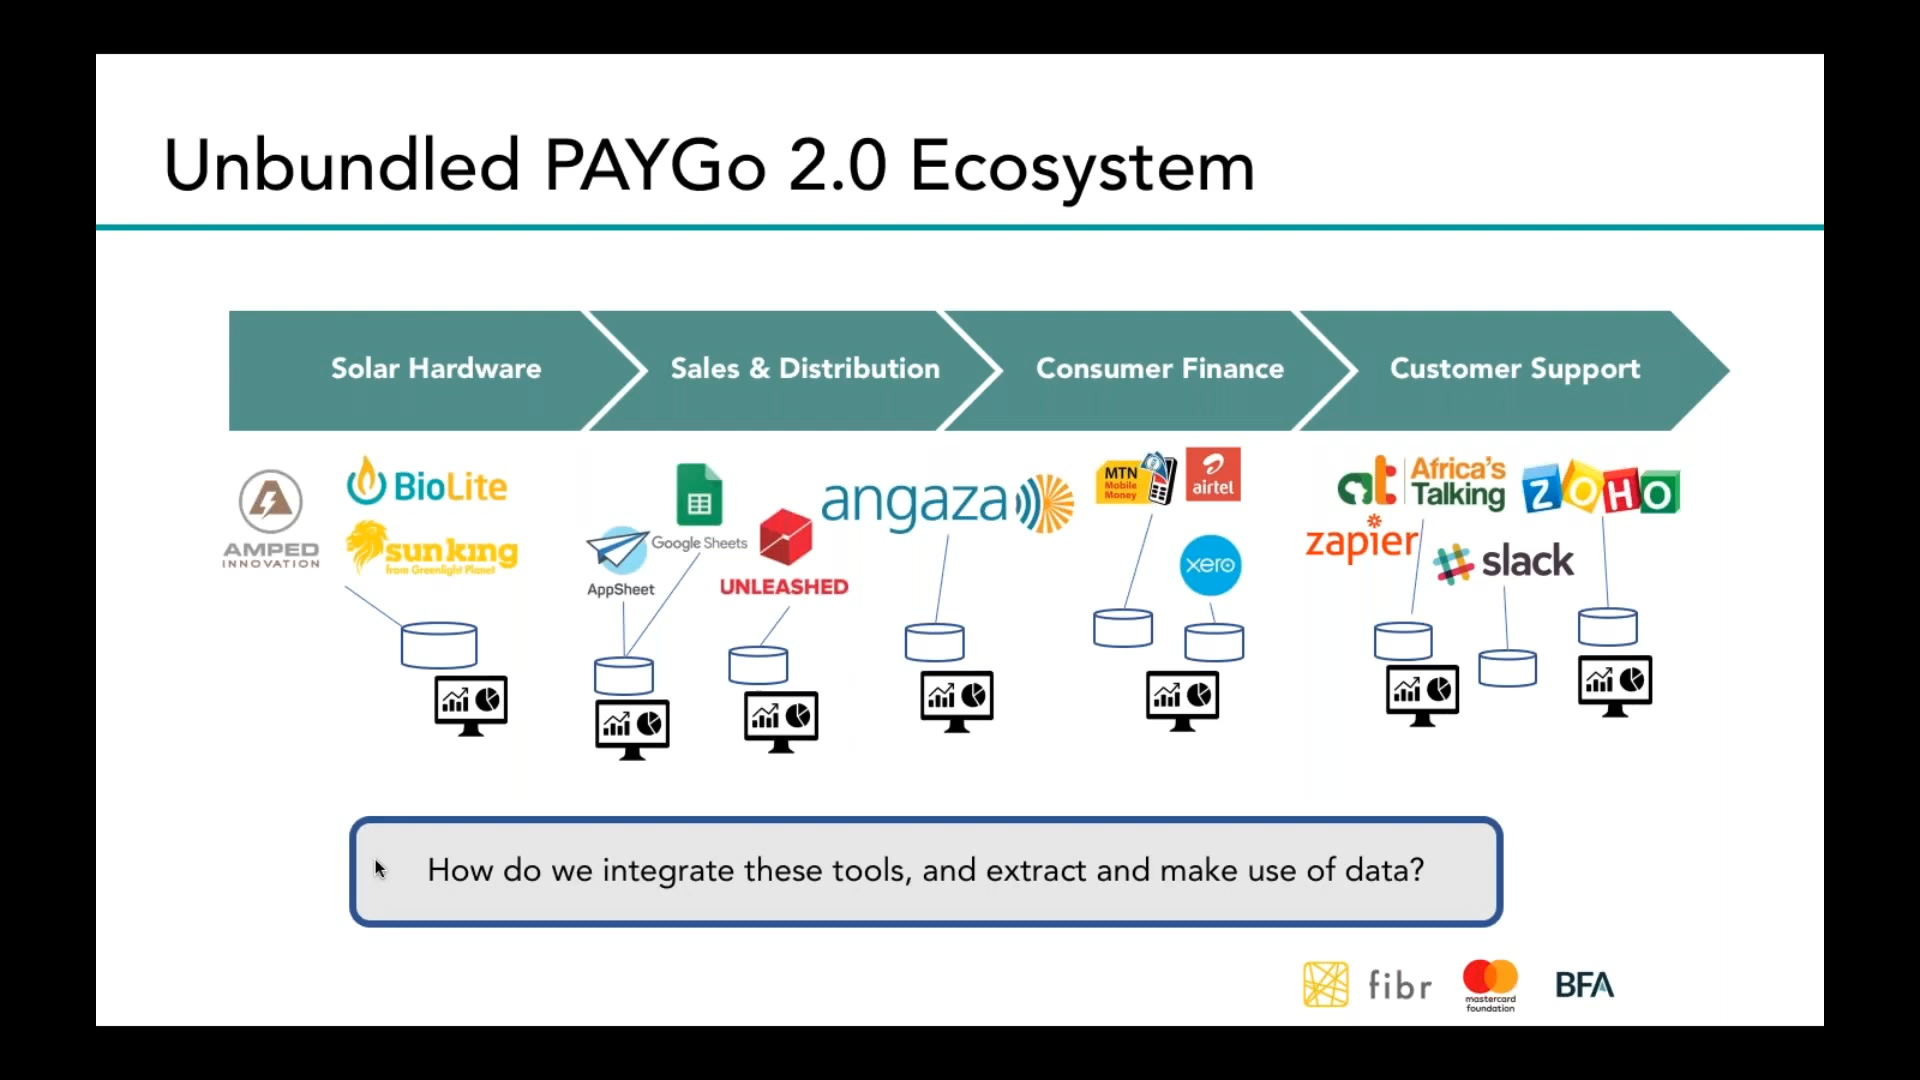 Unbundled PAYGo 2.0 Ecosystem
Solar Hardware
Sales & Distribution
Consumer Finance
Customer Support
AMPED
INNOVATION
BioLite
sunking
from Greenlight Planet
AppSheet
Google Sheets
UNLEASHED
angaza
MTN
Mobile
Money
airtel
xero
at
Africa's
Talking
ZOHO
zapier
slack
How do we integrate these tools, and extract and make use of data?
fibr
mastercard
foundation
BFA